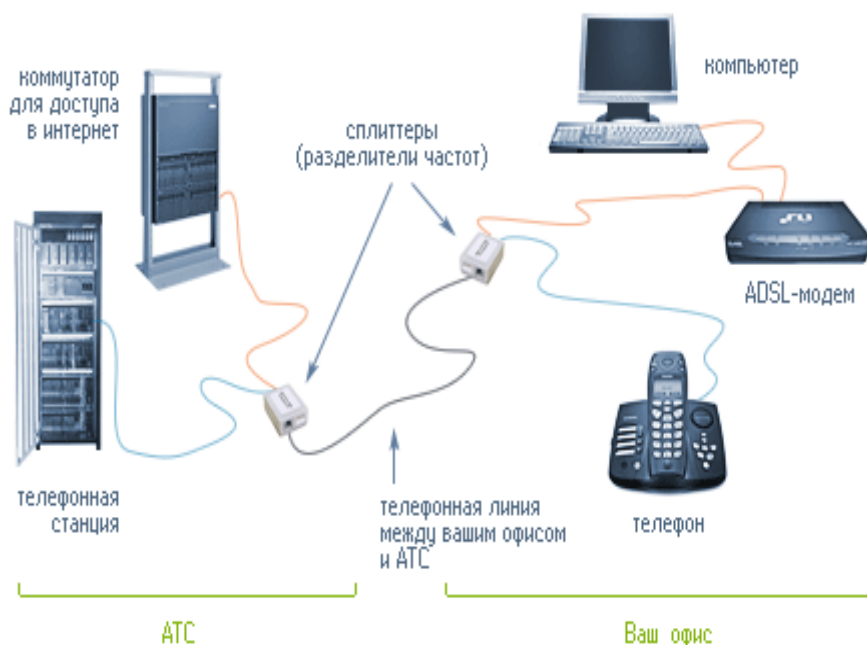 коммутатор
для доступа
в интернет
сплиттеры
(разделители частот)
компьютер
ADSL-модем
телефонная
станция
телефонная линия
между вашим офисом
и АТС
телефон
АТС
Ваш офис